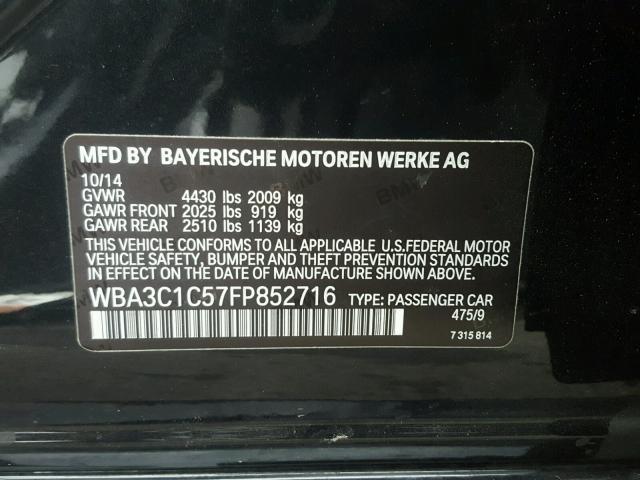 MFD BY BAYERISCHE MOTOREN WERKE AG
10/14
GVWR 4430 lbs 2009 kg
GAWR FRONT 2025 lbs 919 kg
GAWR REAR 2510 lbs 1139 kg
THIS VEHICLE CONFORMS TO ALL APPLICABLE U.S.FEDERAL MOTOR
VEHICLE SAFETY, BUMPER AND THEFT PREVENTION STANDARDS IN
EFFECT ON THE DATE OF MANUFACTURE SHOWN ABOVE.
WBA3C1C57FP852716 TYPE: PASSENGER CAR
475/9
7 315 814